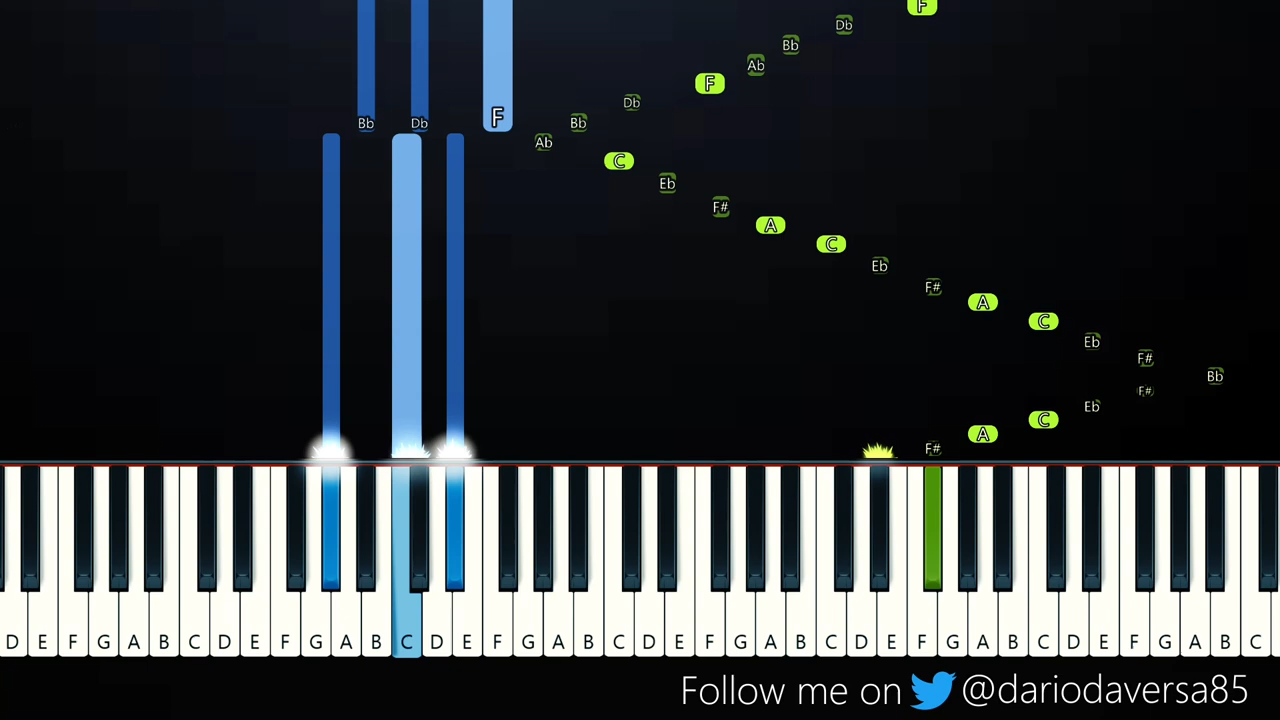 F
Db
Bb
Ab
F
Db
Bb Db F Bb
Ab
C
Eb
F#
A
C
Eb
F#
A
C
Eb
F#
Bb
F#
Eb
C
A
F#
D E F G A B C D E F G A B C D E F G A B C D E F G A B C D E F G A B C D E F G A B C
Follow me on @dariodaversa85